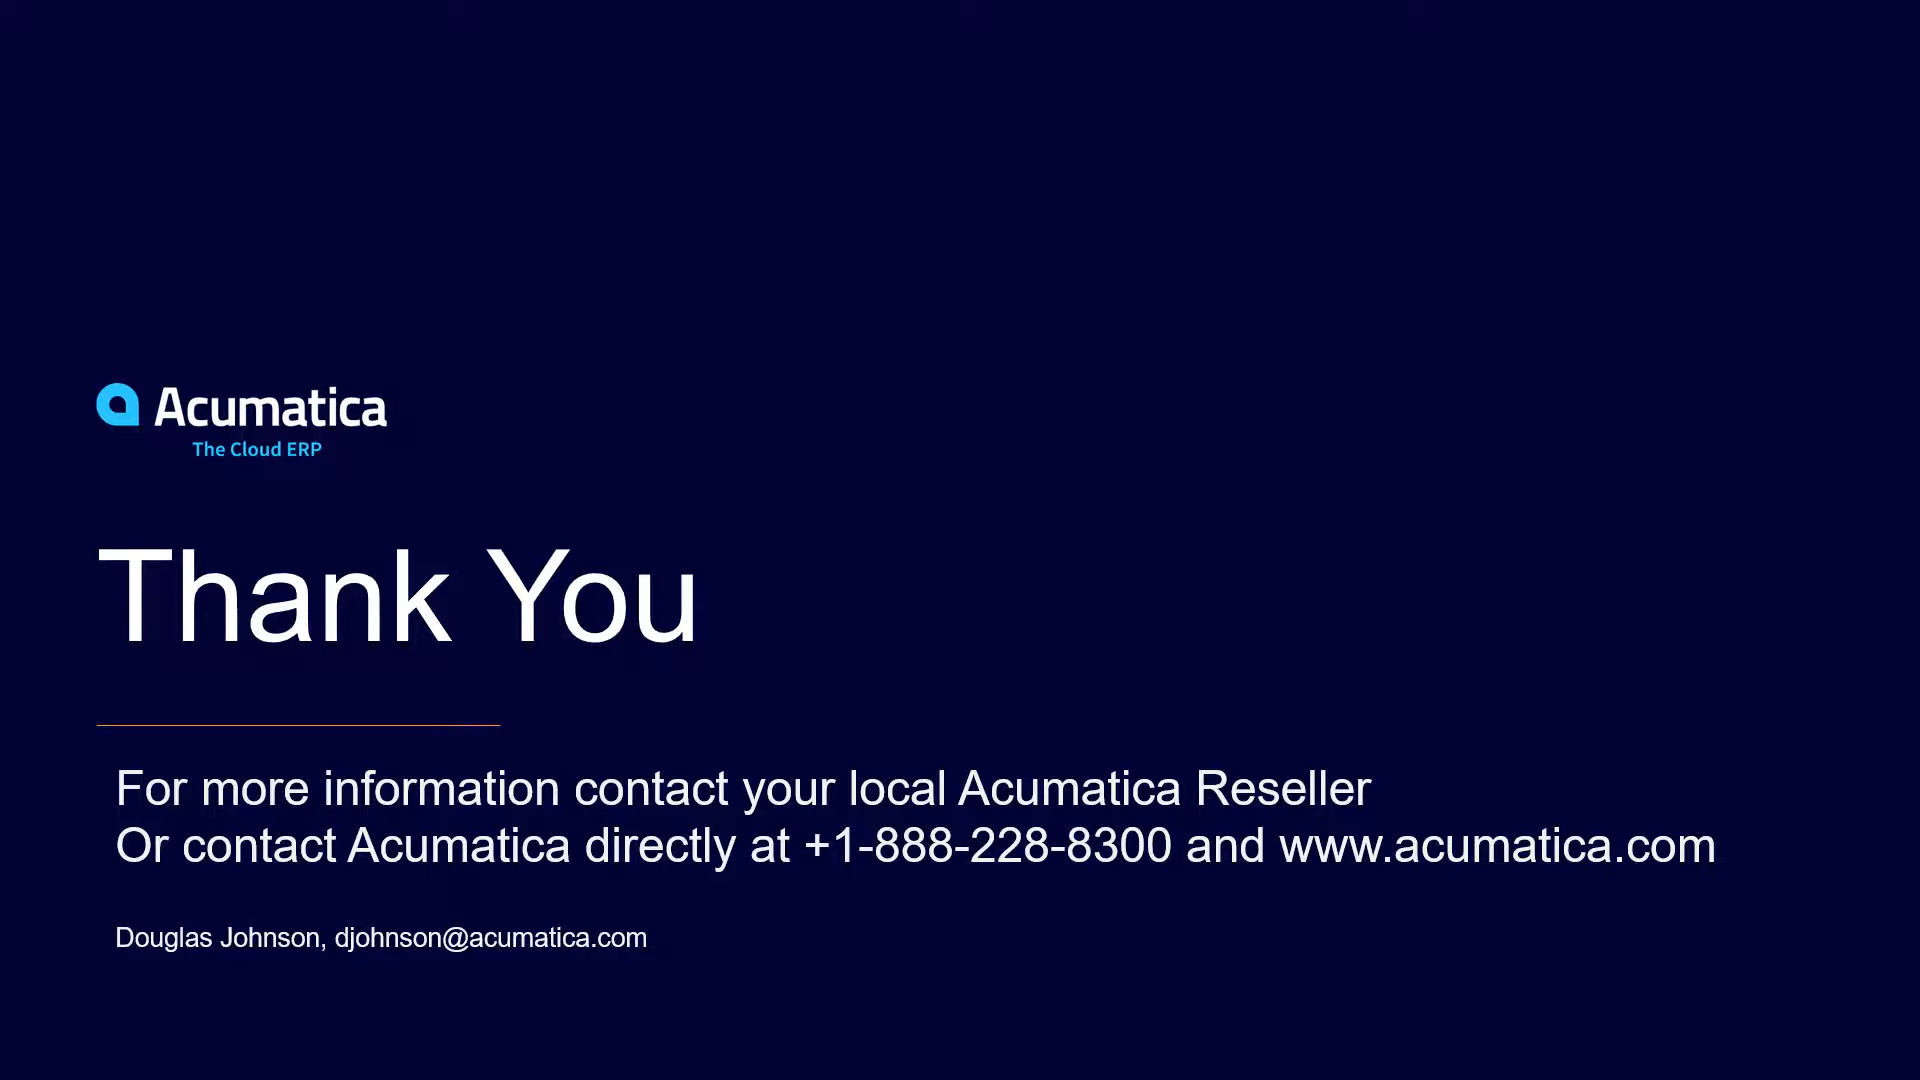 Acumatica
The Cloud ERP
Thank You
For more information contact your local Acumatica Reseller
Or contact Acumatica directly at +1-888-228-8300 and www.acumatica.com
Douglas Johnson, djohnson@acumatica.com